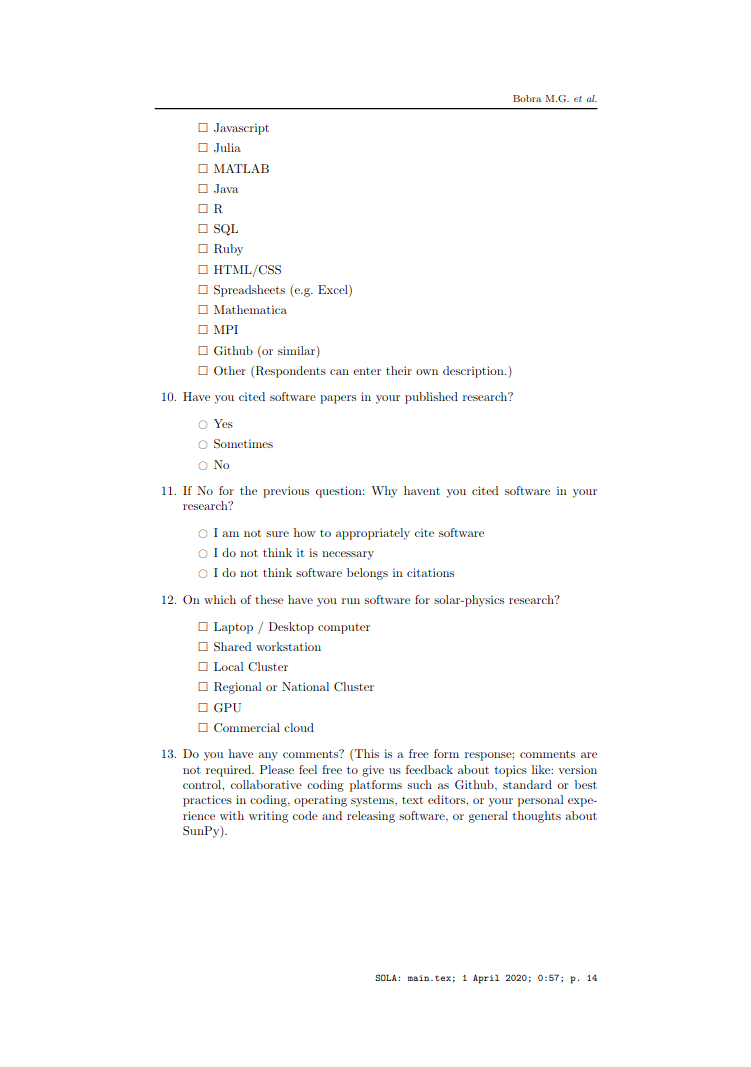 Bobra M.G. et al.
□ Javascript
□ Julia
□ MATLAB
□ Java
□ R
□ SQL
□ Ruby
□ HTML/CSS
□ Spreadsheets (e.g. Excel)
□ Mathematica
□ MPI
□ Github (or similar)
□ Other (Respondents can enter their own description.)
10. Have you cited software papers in your published research?
○ Yes
○ Sometimes
○ No
11. If No for the previous question: Why havent you cited software in your
research?
○ I am not sure how to appropriately cite software
○ I do not think it is necessary
○ I do not think software belongs in citations
12. On which of these have you run software for solar-physics research?
□ Laptop / Desktop computer
□ Shared workstation
□ Local Cluster
□ Regional or National Cluster
□ GPU
□ Commercial cloud
13. Do you have any comments? (This is a free form response; comments are
not required. Please feel free to give us feedback about topics like: version
control, collaborative coding platforms such as Github, standard or best
practices in coding, operating systems, text editors, or your personal expe-
rience with writing code and releasing software, or general thoughts about
SunPy).
SOLA: main.tex; 1 April 2020; 0:57; p. 14